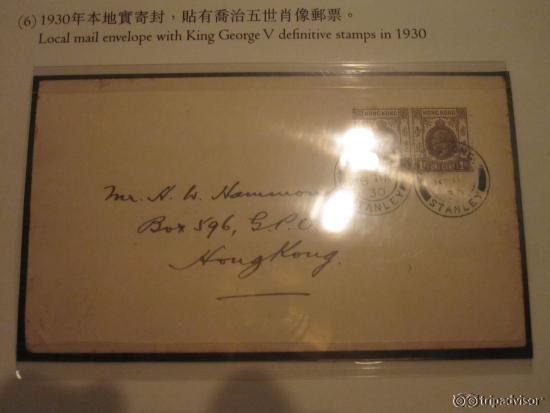 (6) 1930年本地實寄封，貼有喬治五世肖像郵票。
Local mail envelope with King George V definitive stamps in 1930
HONG KONG
HONG KONG
ONE CENT
30
STANLEY
STANLEY
Mr. H. W.
Box 596, G.P.O
HongKong.
tripadvisor